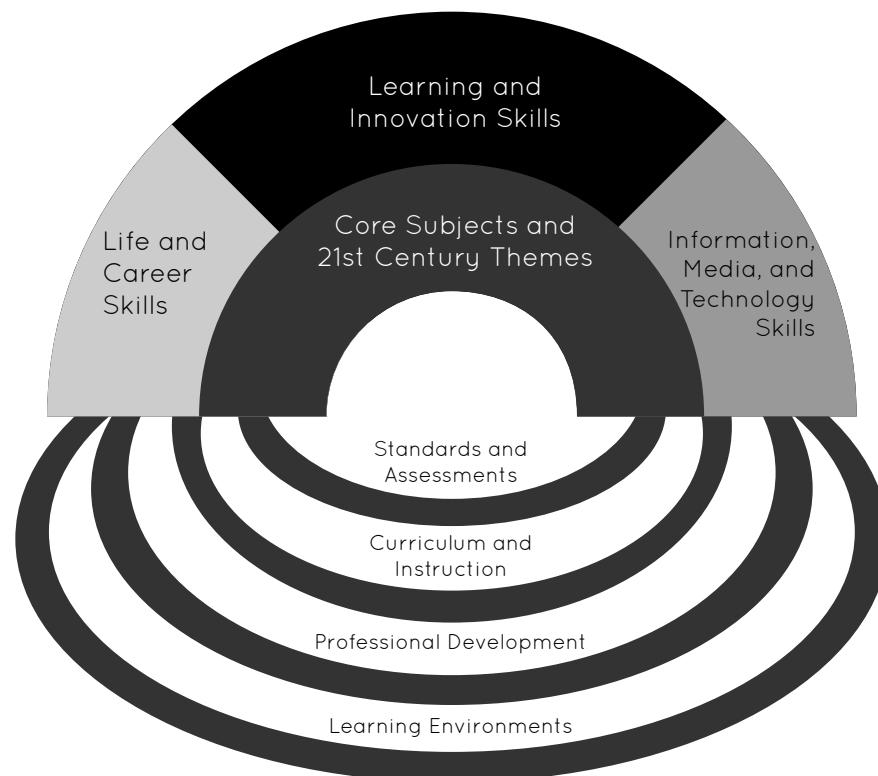 Learning and
Innovation Skills
Core Subjects and
21st Century Themes
Life and
Career
Skills
Information,
Media, and
Technology
Skills
Standards and
Assessments
Curriculum and
Instruction
Professional Development
Learning Environments